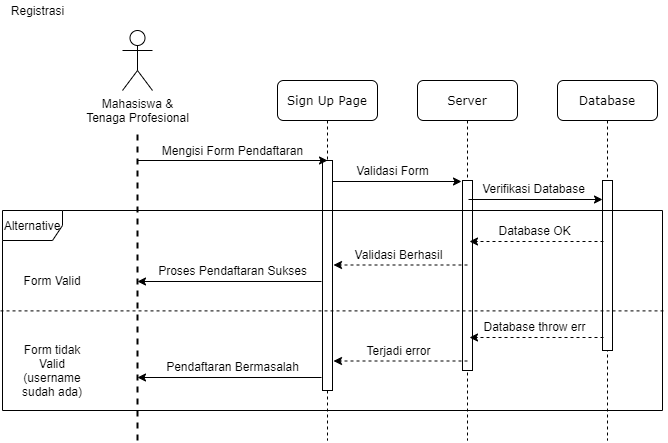 Registrasi
Mahasiswa &
Tenaga Profesional
Sign Up Page
Server
Database
Mengisi Form Pendaftaran
Validasi Form
Verifikasi Database
Alternative
Database OK
Validasi Berhasil
Proses Pendaftaran Sukses
Form Valid
Database throw err
Terjadi error
Pendaftaran Bermasalah
Form tidak
Valid
(username
sudah ada)